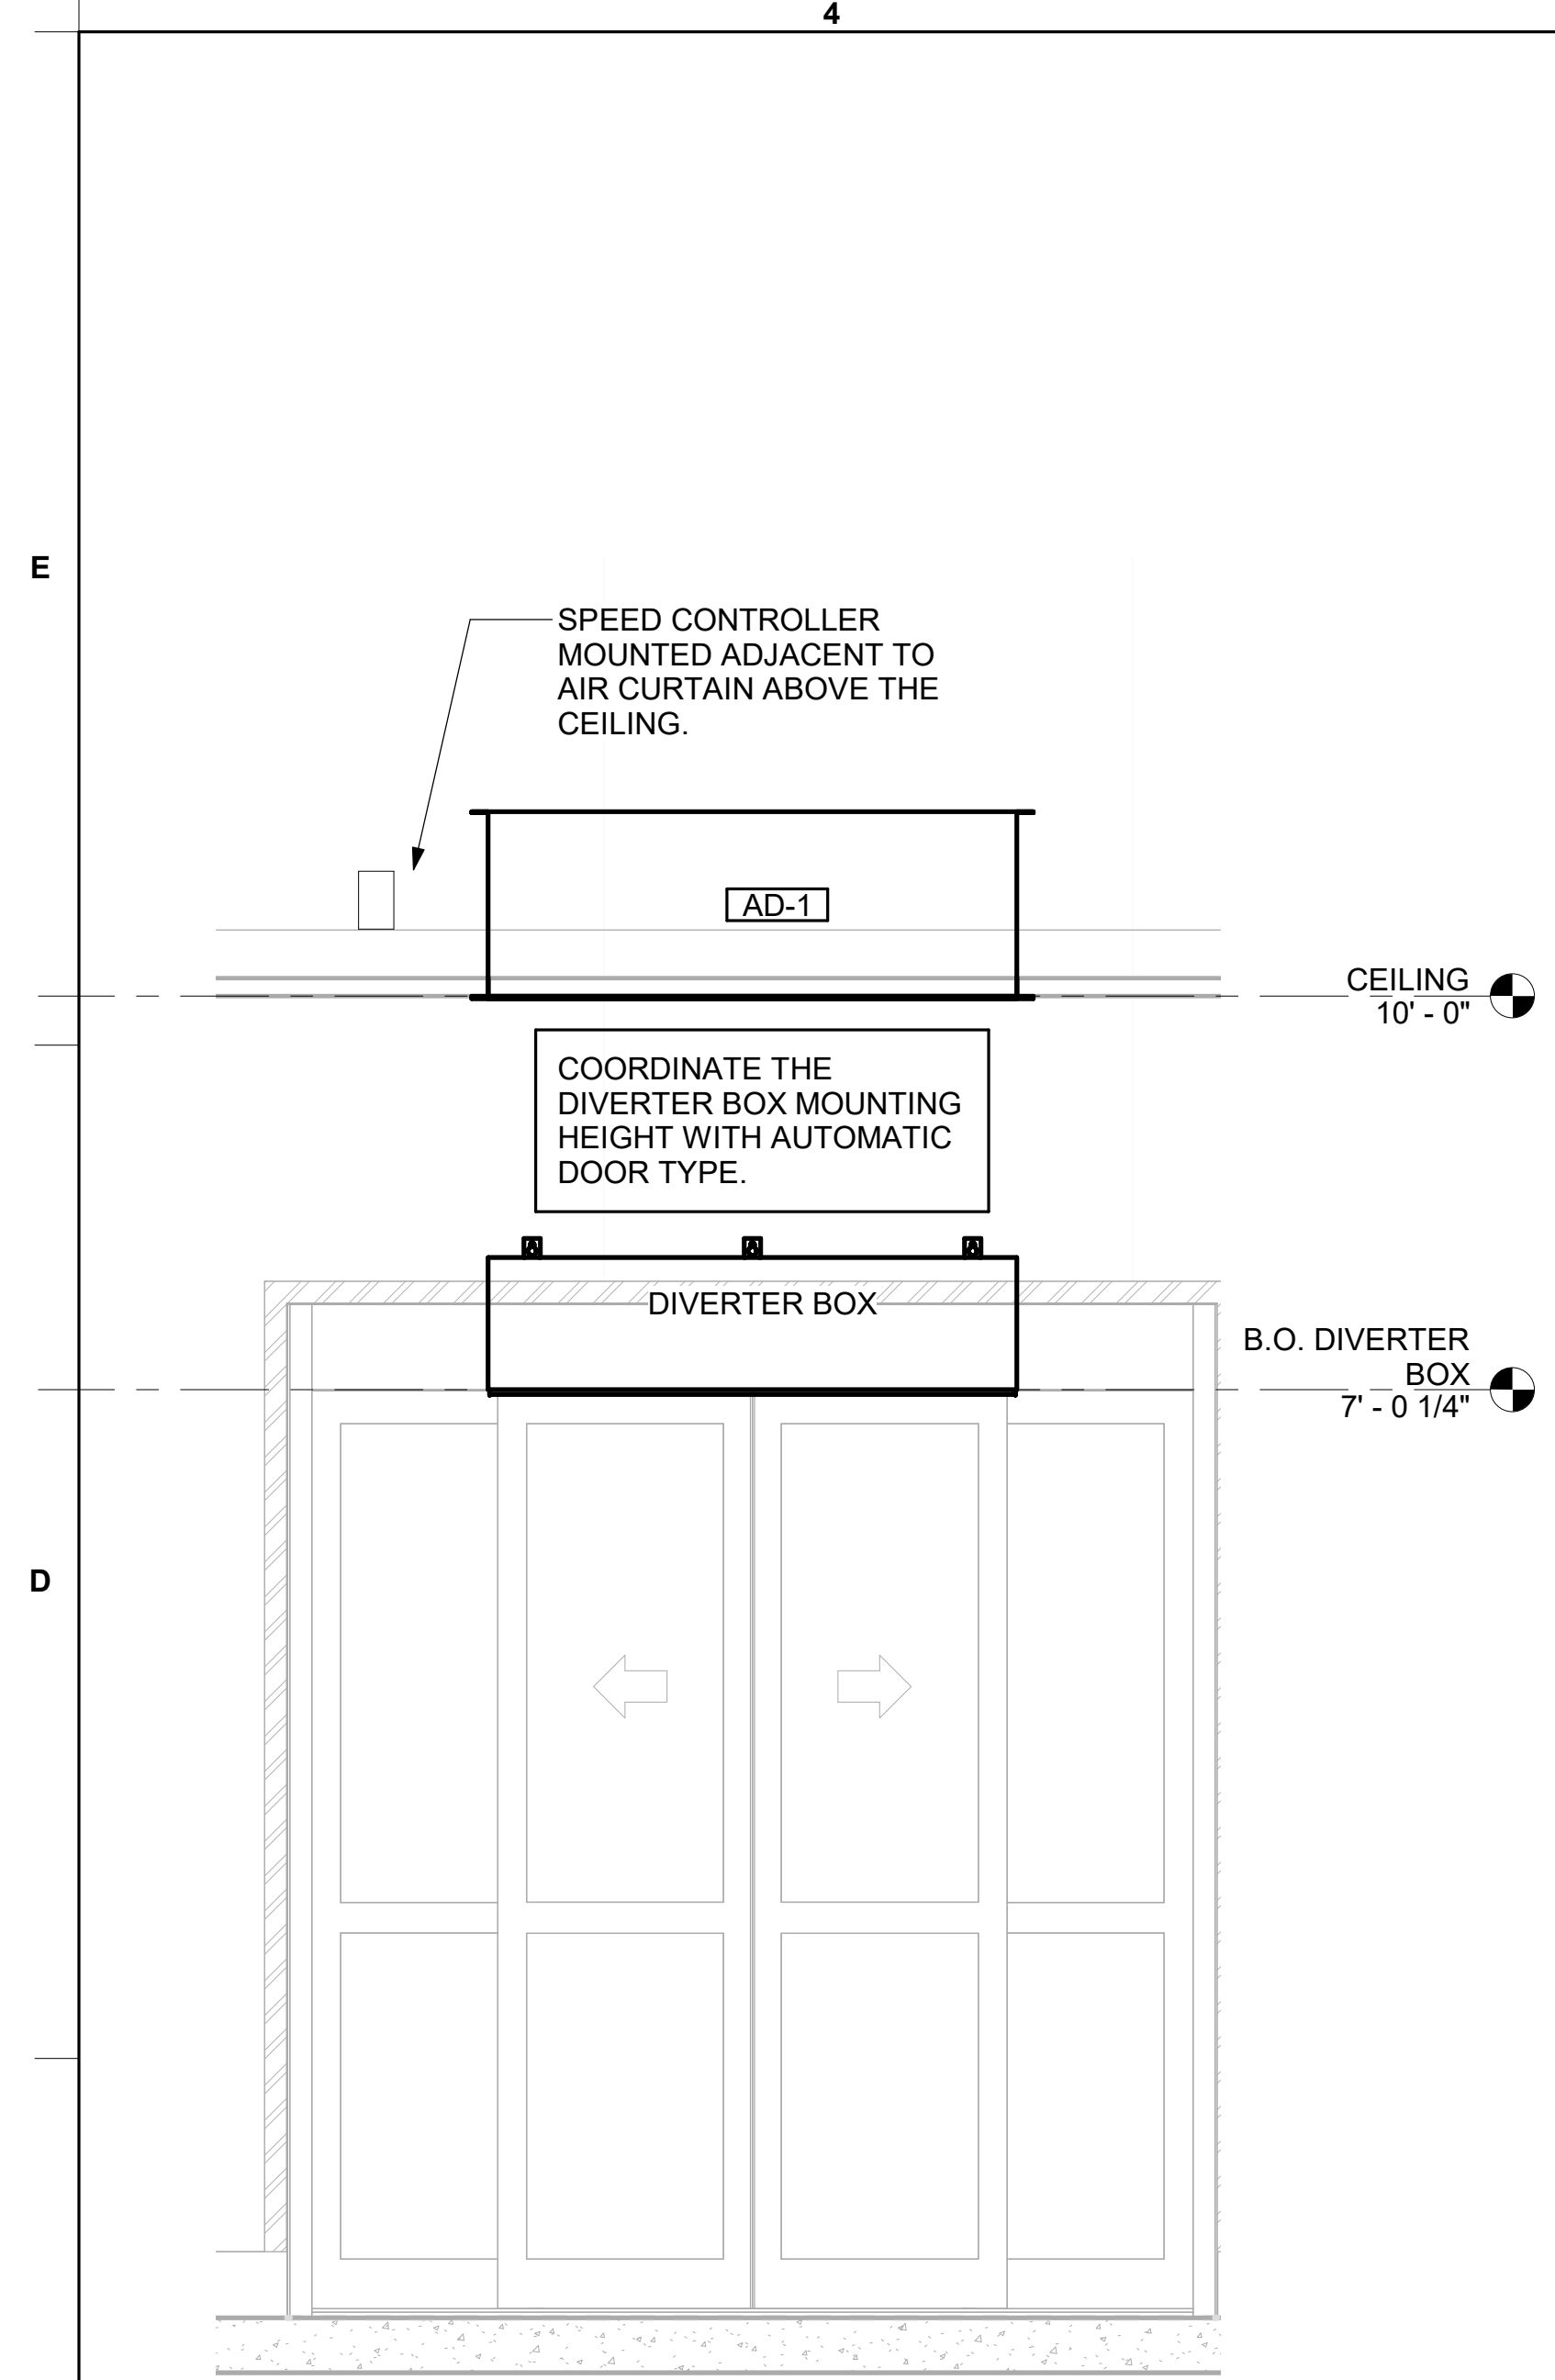 4
E
SPEED CONTROLLER
MOUNTED ADJACENT TO
AIR CURTAIN ABOVE THE
CEILING.
AD-1
CEILING
10' - 0"
COORDINATE THE
DIVERTER BOX MOUNTING
HEIGHT WITH AUTOMATIC
DOOR TYPE.
DIVERTER BOX
B.O. DIVERTER
BOX
7' - 0 1/4"
D